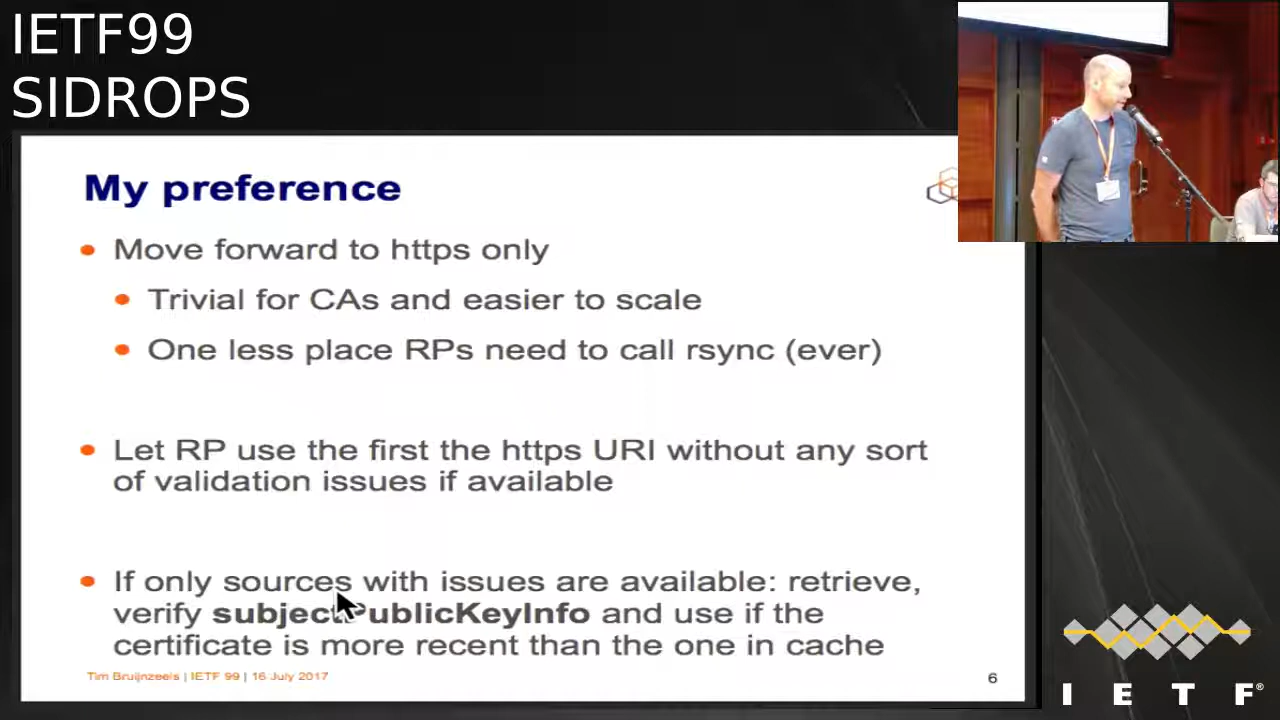 IETF99
SIDROPS
My preference
Move forward to https only
Trivial for CAs and easier to scale
One less place RPs need to call rsync (ever)
Let RP use the first the https URI without any sort
of validation issues if available
If only sources with issues are available: retrieve,
verify subjectPublicKeyInfo and use if the
certificate is more recent than the one in cache
Tim Bruijnzeels | IETF 99 | 16 July 2017
6
I E T F®